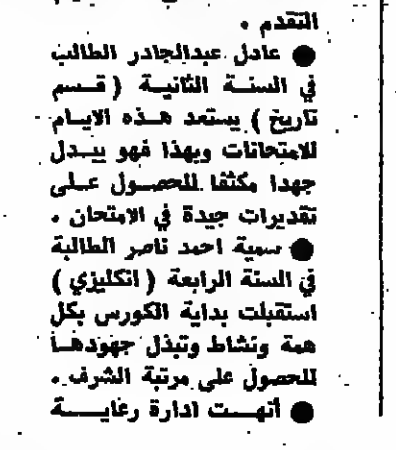 التقدم .
● عادل عبدالجادر الطالب
في السنة الثانية ( قسم
تاريخ ) يستعد هذه الايام
للامتحانات وبهذا فهو يبدل
جهدا مكثفا للحصول على
تقديرات جيدة في الامتحان .
● سمية احمد ناصر الطالبة
في السنة الرابعة ( انكليزي )
استقبلت بداية الكورس بكل
همة ونشاط وتبذل جهودها
للحصول على مرتبة الشرف .
● أنهت ادارة رعاية